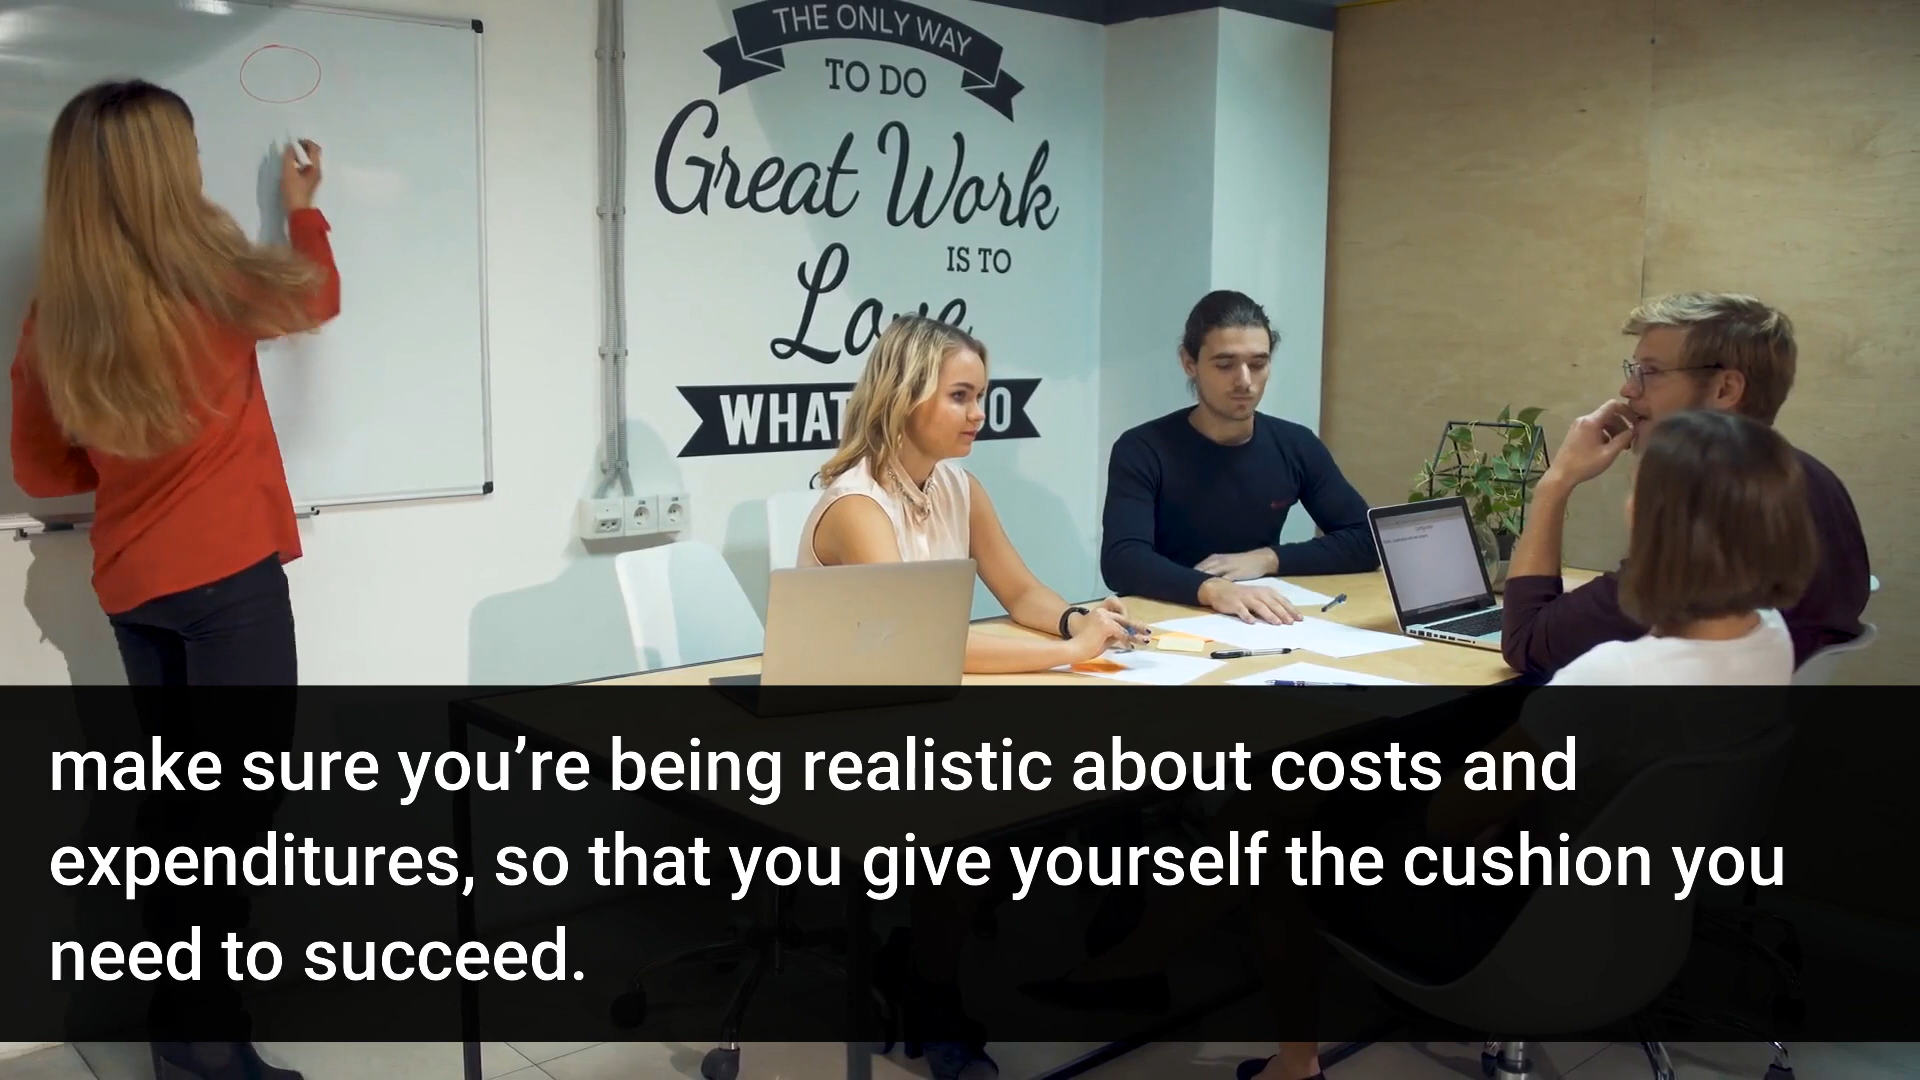 THE ONLY WAY
TO DO
Great Work
IS TO
make sure you’re being realistic about costs and
expenditures, so that you give yourself the cushion you
need to succeed.